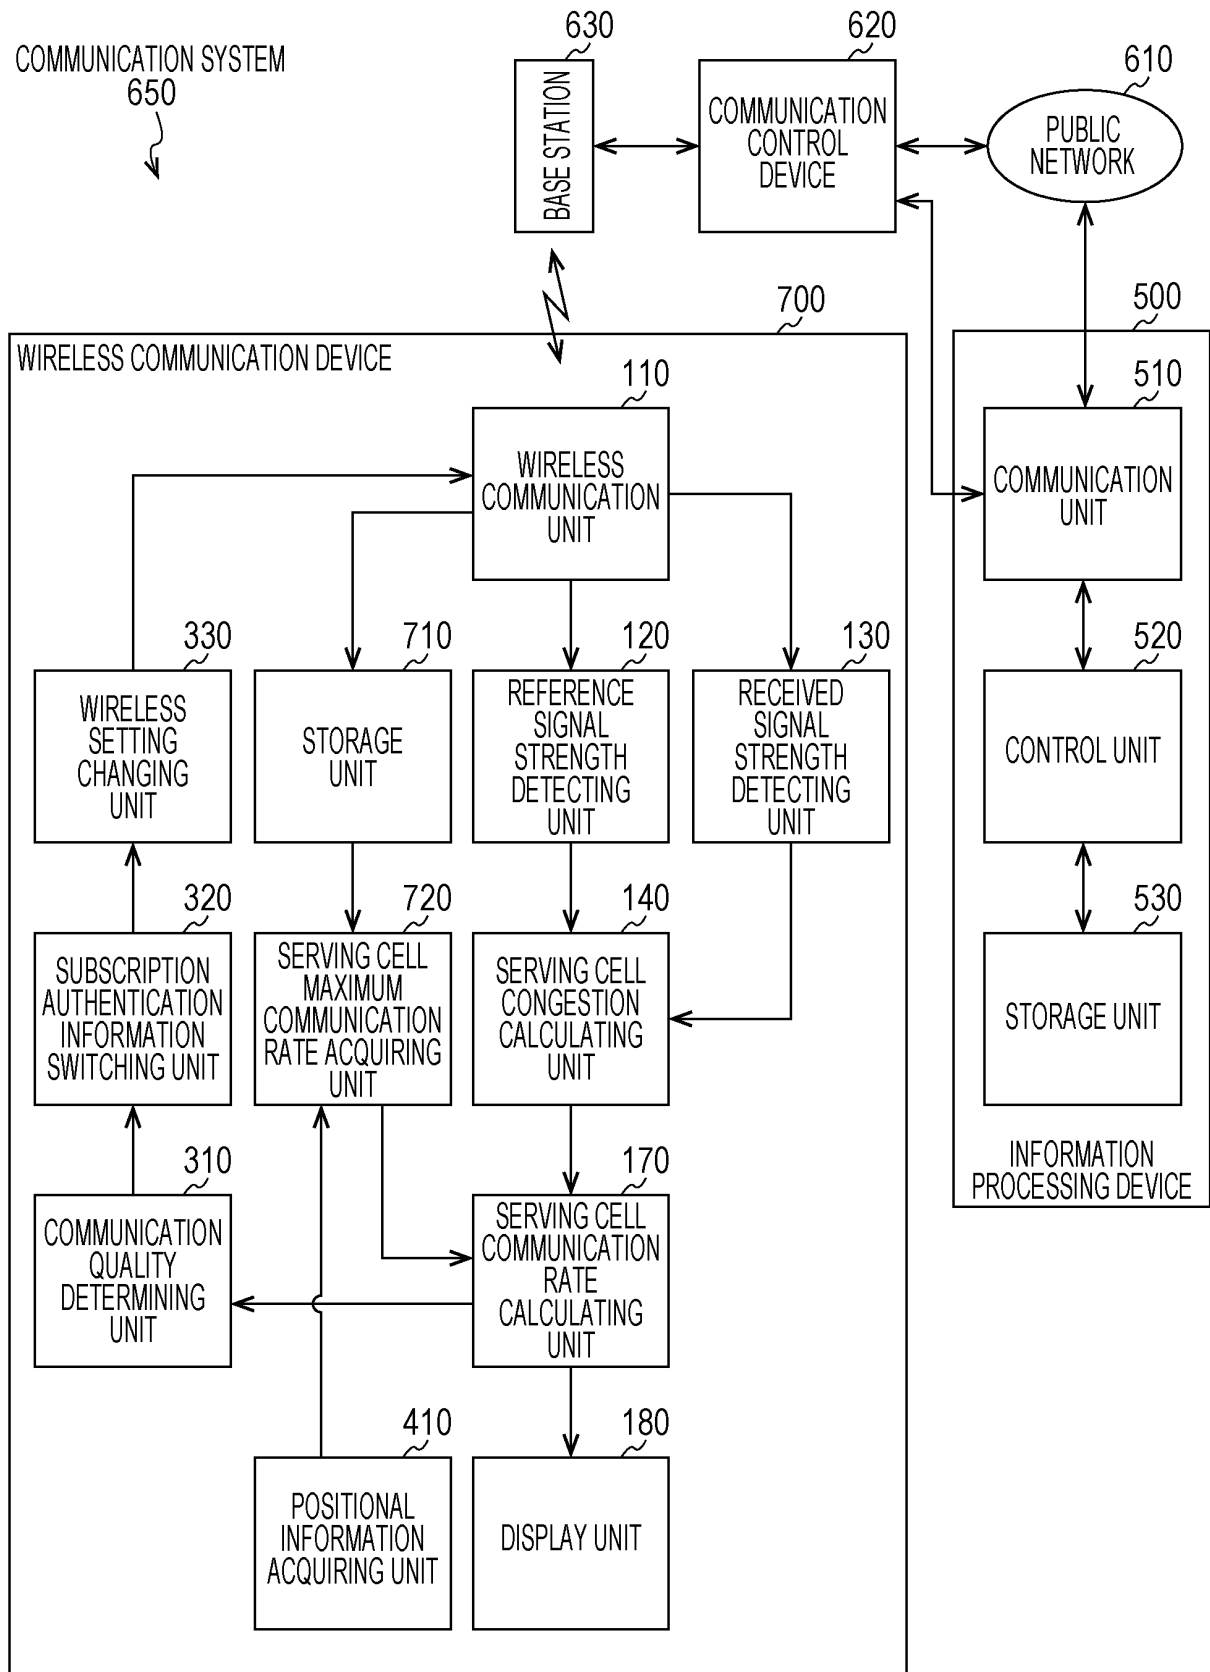 COMMUNICATION SYSTEM
650
630
BASE STATION
620
COMMUNICATION
CONTROL
DEVICE
610
PUBLIC
NETWORK
700
WIRELESS COMMUNICATION DEVICE
110
WIRELESS
COMMUNICATION
UNIT
330
WIRELESS
SETTING
CHANGING
UNIT
710
STORAGE
UNIT
120
REFERENCE
SIGNAL
STRENGTH
DETECTING
UNIT
130
RECEIVED
SIGNAL
STRENGTH
DETECTING
UNIT
320
SUBSCRIPTION
AUTHENTICATION
INFORMATION
SWITCHING UNIT
720
SERVING CELL
MAXIMUM
COMMUNICATION
RATE ACQUIRING
UNIT
140
SERVING CELL
CONGESTION
CALCULATING
UNIT
310
COMMUNICATION
QUALITY
DETERMINING
UNIT
170
SERVING CELL
COMMUNICATION
RATE
CALCULATING
UNIT
410
POSITIONAL
INFORMATION
ACQUIRING UNIT
180
DISPLAY UNIT
500
510
COMMUNICATION
UNIT
520
CONTROL UNIT
530
STORAGE UNIT
INFORMATION
PROCESSING DEVICE